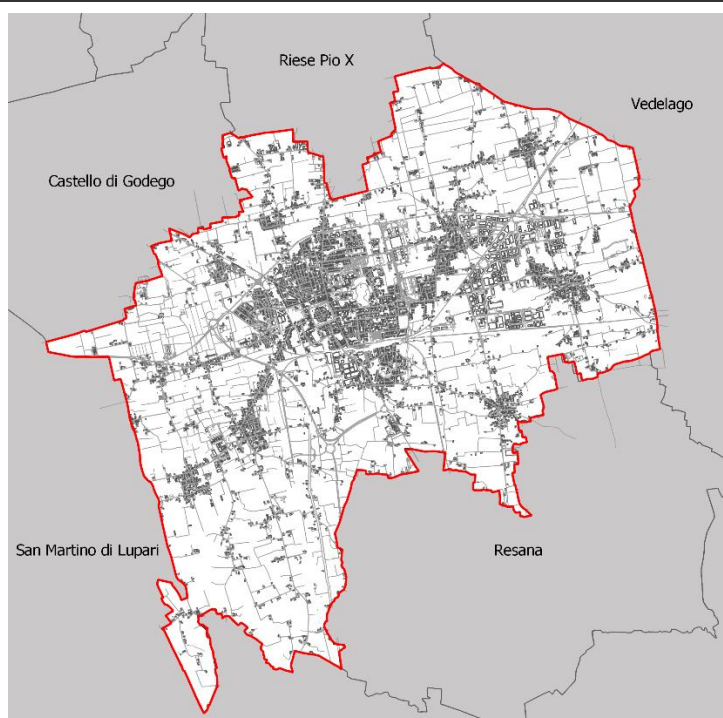 Riese Pio X
Vedelago
Castello di Godego
San Martino di Lupari
Resana